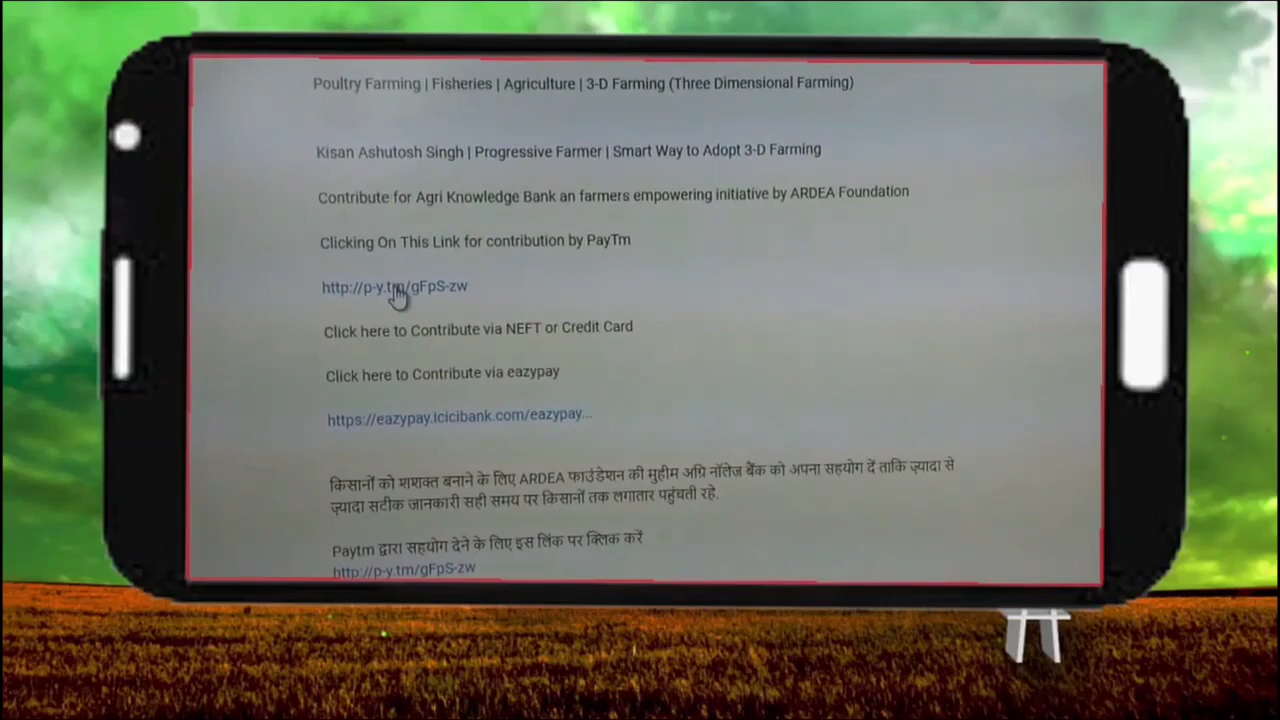 Poultry Farming | Fisheries | Agriculture | 3-D Farming (Three Dimensional Farming)
Kisan Ashutosh Singh | Progressive Farmer | Smart Way to Adopt 3-D Farming
Contribute for Agri Knowledge Bank an farmers empowering initiative by ARDEA Foundation
Clicking On This Link for contribution by PayTm
http://p-y.tm/gFpS-zw
Click here to Contribute via NEFT or Credit Card
Click here to Contribute via eazypay
https://eazypay.icicibank.com/eazypay...
किसानों को शशक्त बनाने के लिए ARDEA फाउंडेशन की मुहीम अग्रि नॉलेज बैंक को अपना सहयोग दें ताकि ज़्यादा से
ज़्यादा सटीक जानकारी सही समय पर किसानों तक लगातार पहुंचती रहे.
Paytm द्वारा सहयोग देने के लिए इस लिंक पर क्लिक करें
http://p-y.tm/gFpS-zw